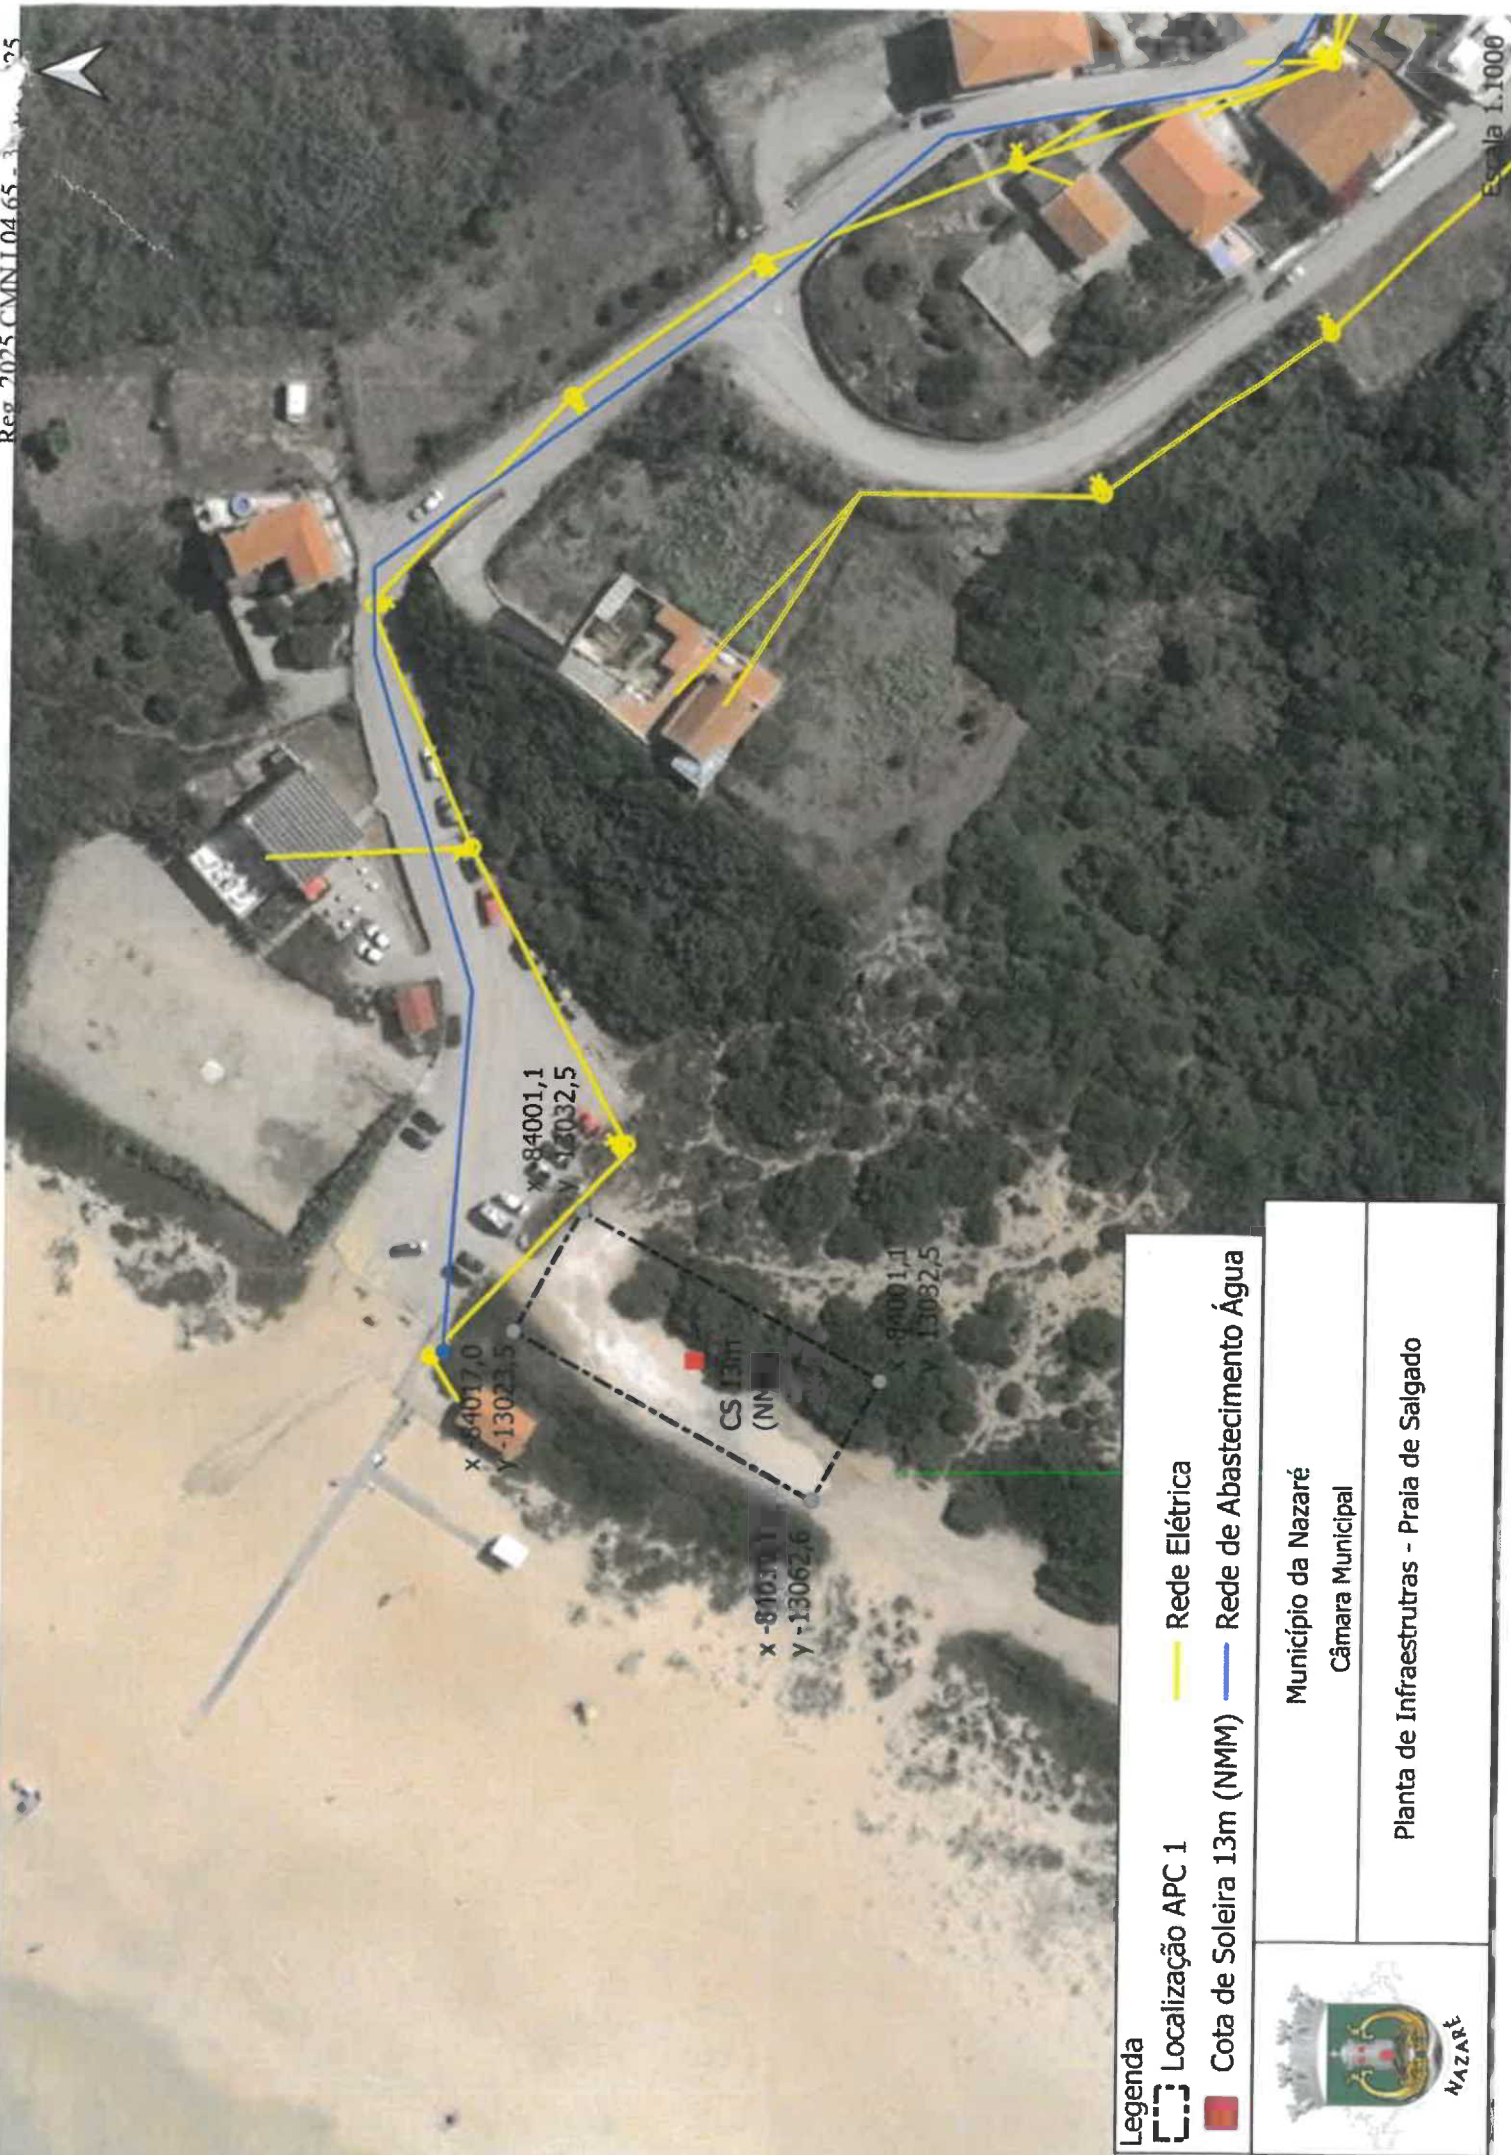 Reg. 2025,CMN,I,04,65 - 3
25
x -84001,1
y -13032,5
x -84017,0
y -13023,5
CS 13m
x -84001,1
y -13032,5
y -13062,6
Legenda
Localização APC 1
Rede Elétrica
Cota de Soleira 13m (NMM)
Rede de Abastecimento Água
Município da Nazaré
Câmara Municipal
Planta de Infraestrutras - Praia de Salgado
NAZARÉ
Escala 1.1000